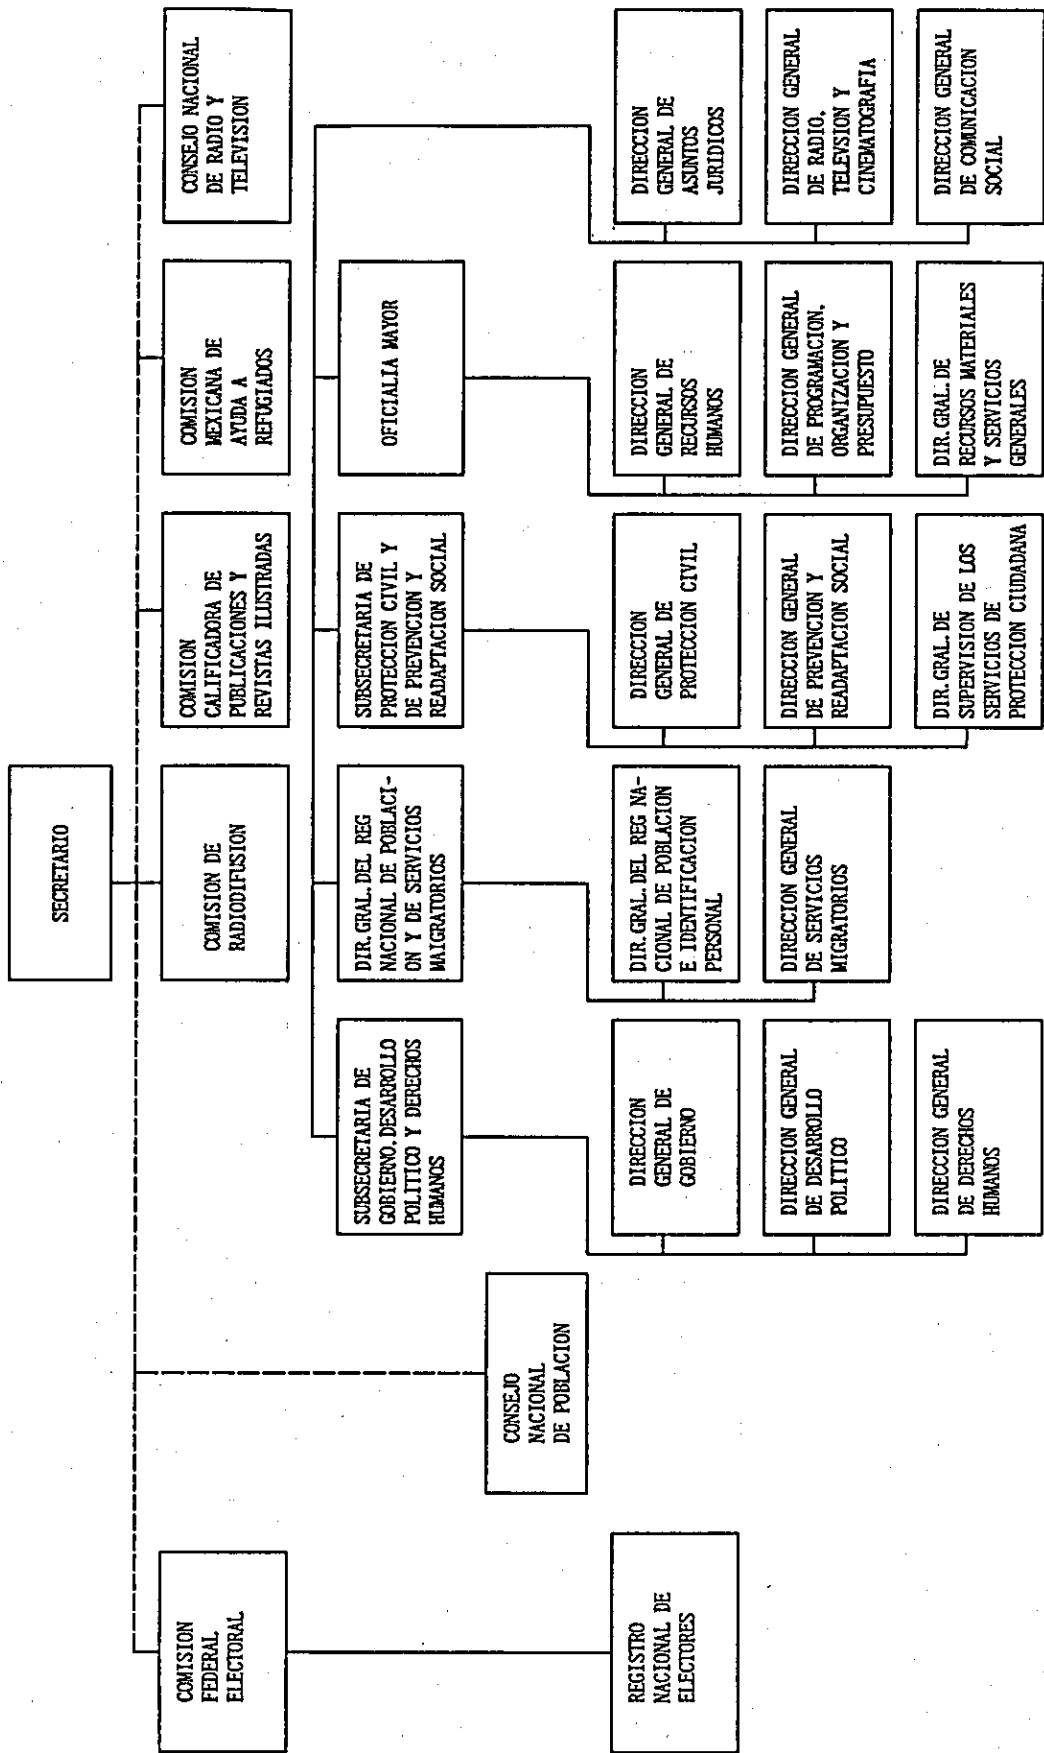 SECRETARIO
COMISION
FEDERAL
ELECTORAL
COMISION DE
RADIODIFUSION
COMISION
CALIFICADORA DE
PUBLICACIONES Y
REVISTAS ILUSTRADAS
COMISION
MEXICANA DE
AYUDA A
REFUGIADOS
CONSEJO NACIONAL
DE RADIO Y
TELEVISION
SUBSECRETARIA DE
GOBIERNO.DESARROLLO
POLITICO Y DERECHOS
HUMANOS
DIR.GRAL.DEL REG
NACIONAL DE POBLACI-
ON Y DE SERVICIOS
MAIGRATORIOS
SUBSECRETARIA DE
PROTECCION CIVIL Y
DE PREVENCION Y
READAPTACION SOCIAL
OFICIALIA MAYOR
CONSEJO
NACIONAL
DE POBLACION
REGISTRO
NACIONAL DE
ELECTORES
DIRECCION
GENERAL DE
GOBIERNO
DIR.GRAL.DEL REG NA-
CIONAL DE POBLACION
E IDENTIFICACION
PERSONAL
DIRECCION
GENERAL DE
PROTECCION CIVIL
DIRECCION
GENERAL DE
RECURSOS
HUMANOS
DIRECCION
GENERAL DE
ASUNTOS
JURIDICOS
DIRECCION GENERAL
DE DESARROLLO
POLITICO
DIRECCION GENERAL
DE SERVICIOS
MIGRATORIOS
DIRECCION GENERAL
DE PREVENCION Y
READAPTACION SOCIAL
DIRECCION GENERAL
DE PROGRAMACION,
ORGANIZACION Y
PRESUPUESTO
DIRECCION GENERAL
DE RADIO,
TELEVSION Y
CINEMATOGRAFIA
DIRECCION GENERAL
DE DERECHOS
HUMANOS
DIR.GRAL.DE
SUPERVISION DE LOS
SERVICIOS DE
PROTECCION CIUDADANA
DIR.GRAL.DE
RECURSOS MATERIALES
Y SERVICIOS
GENERALES
DIRECCION GENERAL
DE COMUNICACION
SOCIAL